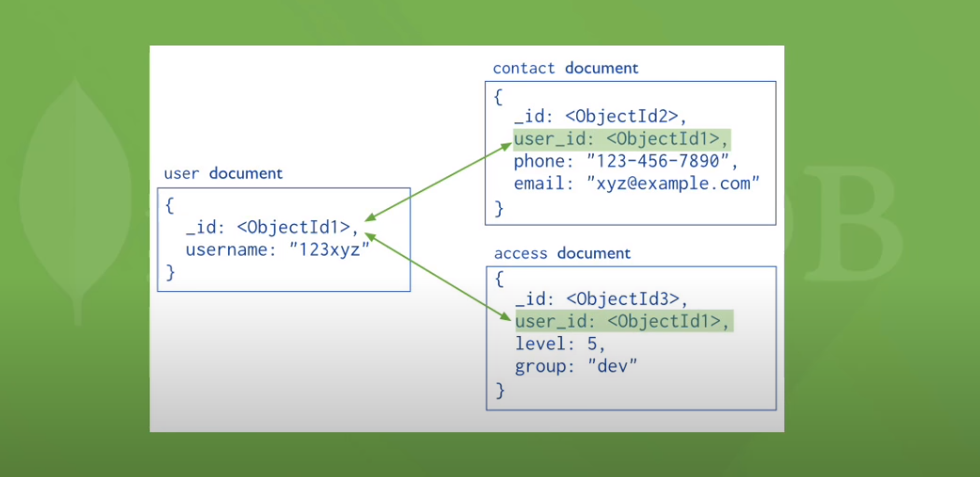 user document
{
_id: <ObjectId1>,
username: "123xyz"
}
contact document
{
_id: <ObjectId2>,
user_id: <ObjectId1>,
phone: "123-456-7890",
email: "xyz@example.com"
}
access document
{
_id: <ObjectId3>,
user_id: <ObjectId1>,
level: 5,
group: "dev"
}